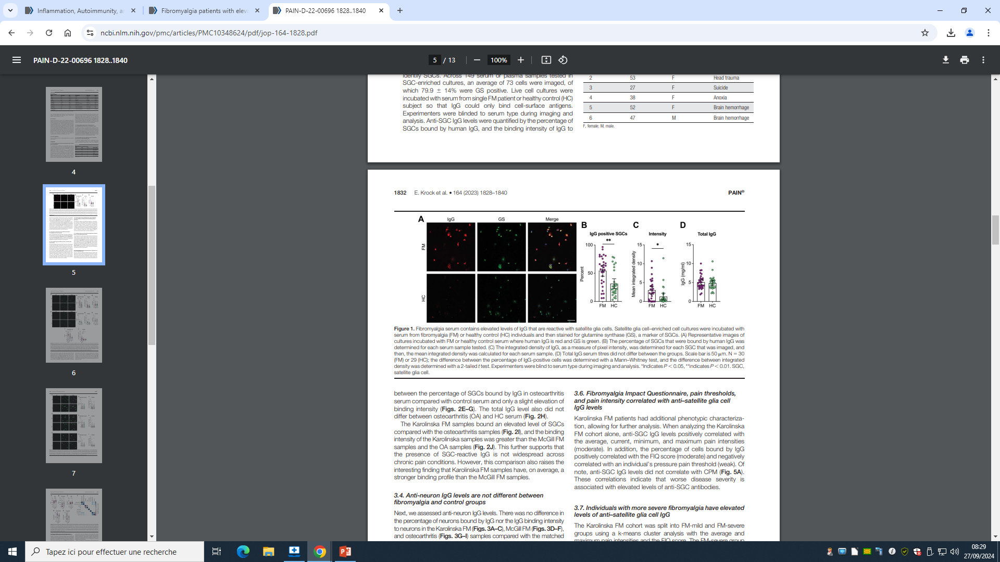 Inflammation, Autoimmunity, a
Fibromyalgia patients with elev
PAIN-D-22-00696 1828..1840
ncbi.nlm.nih.gov/pmc/articles/PMC10348624/pdf/jop-164-1828.pdf
PAIN-D-22-00696 1828..1840
5 / 13
100%
4
5
6
7
identify SGCs. Across 149 serum or plasma samples tested in
SGC-enriched cultures, an average of 73 cells were imaged, of
which 79.9 ± 14% were GS positive. Live cell cultures were
incubated with serum from single FM patient or healthy control (HC)
subject so that IgG could only bind cell-surface antigens.
Experimenters were blinded to serum type during imaging and
analysis. Anti-SGC IgG levels were quantified by the percentage of
SGCs bound by human IgG, and the binding intensity of IgG to
2 53 F Head trauma
3 27 F Suicide
4 38 F Anoxia
5 52 F Brain hemorrhage
6 47 M Brain hemorrhage
F, female; M, male.
1832 E. Krock et al. • 164 (2023) 1828–1840 PAIN®
A
IgG GS Merge
FM
HC
B
IgG positive SGCs
**
Percent
100
50
0
FM HC
C
Intensity
*
Mean integrated density
15
10
5
0
FM HC
D
Total IgG
IgG (mg/ml)
15
10
5
0
FM HC
Figure 1. Fibromyalgia serum contains elevated levels of IgG that are reactive with satellite glia cells. Satellite glia cell–enriched cell cultures were incubated with
serum from fibromyalgia (FM) or healthy control (HC) individuals and then stained for glutamine synthase (GS), a marker of SGCs. (A) Representative images of
cultures incubated with FM or healthy control serum where human IgG is red and GS is green. (B) The percentage of SGCs that were bound by human IgG was
determined for each serum sample tested. (C) The integrated density of IgG, as a measure of pixel intensity, was determined for each SGC that was imaged, and
then, the mean integrated density was calculated for each serum sample. (D) Total IgG serum titres did not differ between the groups. Scale bar is 50 μm. N = 30
(FM) or 29 (HC); the difference between the percentage of IgG-positive cells was determined with a Mann–Whitney test, and the difference between integrated
density was determined with a 2-tailed t test. Experimenters were blind to serum type during imaging and analysis. *Indicates P < 0.05, **indicates P < 0.01. SGC,
satellite glia cell.
between the percentage of SGCs bound by IgG in osteoarthritis
serum compared with control serum and only a slight elevation of
binding intensity (Figs. 2E–G). The total IgG level also did not
differ between osteoarthritis (OA) and HC serum (Fig. 2H).
The Karolinska FM samples bound an elevated level of SGCs
compared with the osteoarthritis samples (Fig. 2I), and the binding
intensity of the Karolinska samples was greater than the McGill FM
samples and the OA samples (Fig. 2J). This further supports that
the presence of SGC-reactive IgG is not widespread across
chronic pain conditions. However, this comparison also raises the
interesting finding that Karolinska FM samples have, on average, a
stronger binding profile than the McGill FM samples.
3.4. Anti-neuron IgG levels are not different between
fibromyalgia and control groups
Next, we assessed anti-neuron IgG levels. There was no difference in
the percentage of neurons bound by IgG nor the IgG binding intensity
to neurons in the Karolinska FM (Figs. 3A–C), McGill FM (Figs. 3D–F),
and osteoarthritis (Figs. 3G–I) samples compared with the matched
3.6. Fibromyalgia Impact Questionnaire, pain thresholds,
and pain intensity correlated with anti–satellite glia cell
IgG levels
Karolinska FM patients had additional phenotypic characteriza-
tion, allowing for further analysis. When analyzing the Karolinska
FM cohort alone, anti-SGC IgG levels positively correlated with
the average, current, minimum, and maximum pain intensities
(moderate). In addition, the percentage of cells bound by IgG
positively correlated with the FIQ score (moderate) and negatively
correlated with an individual's pressure pain threshold (weak). Of
note, anti-SGC IgG levels did not correlate with CPM (Fig. 5A).
These correlations indicate that worse disease severity is
associated with elevated levels of anti-SGC antibodies.
3.7. Individuals with more severe fibromyalgia have elevated
levels of anti–satellite glia cell IgG
The Karolinska FM cohort was split into FM-mild and FM-severe
groups using a k-means cluster analysis with the average and
maximum pain intensities and the FIQ score. The FM-severe group
Tapez ici pour effectuer une recherche
08:29
27/09/2024